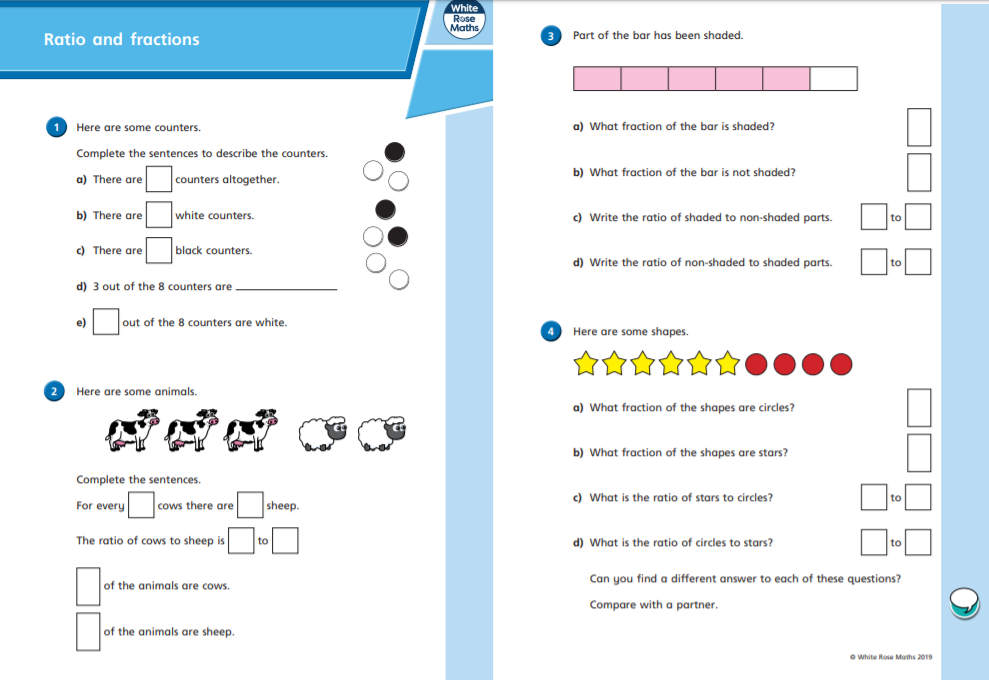 Ratio and fractions
White
Rose
Maths
1 Here are some counters.
Complete the sentences to describe the counters.
a) There are counters altogether.
b) There are white counters.
c) There are black counters.
d) 3 out of the 8 counters are
e) out of the 8 counters are white.
2 Here are some animals.
Complete the sentences.
For every cows there are sheep.
The ratio of cows to sheep is to
of the animals are cows.
of the animals are sheep.
3 Part of the bar has been shaded.
a) What fraction of the bar is shaded?
b) What fraction of the bar is not shaded?
c) Write the ratio of shaded to non-shaded parts. to
d) Write the ratio of non-shaded to shaded parts. to
4 Here are some shapes.
a) What fraction of the shapes are circles?
b) What fraction of the shapes are stars?
c) What is the ratio of stars to circles? to
d) What is the ratio of circles to stars? to
Can you find a different answer to each of these questions?
Compare with a partner.
© White Rose Maths 2019